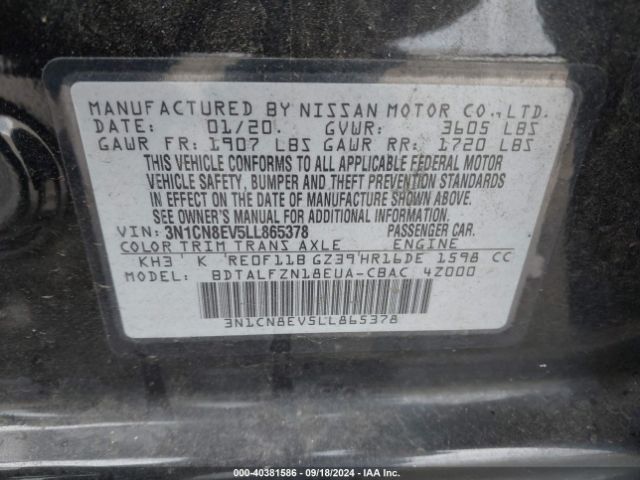 MANUFACTURED BY NISSAN MOTOR CO., LTD.
DATE: 01/20. GVWR: 3605 LBS
GAWR FR: 1907 LBS GAWR RR: 1720 LBS
THIS VEHICLE CONFORMS TO ALL APPLICABLE FEDERAL MOTOR
VEHICLE SAFETY, BUMPER AND THEFT PREVENTION STANDARDS
IN EFFECT ON THE DATE OF MANUFACTURE SHOWN ABOVE.
SEE OWNER'S MANUAL FOR ADDITIONAL INFORMATION
VIN: 3N1CN8EV5LL865378 PASSENGER CAR.
COLOR TRIM TRANS AXLE ENGINE
KH3 K RE0F11B GZ39 HR16DE 1598 CC
MODEL: BDTALFZN18EUA-CBAC 4Z000
3N1CN8EV5LL865378
000-40381586 - 09/18/2024 - IAA Inc.